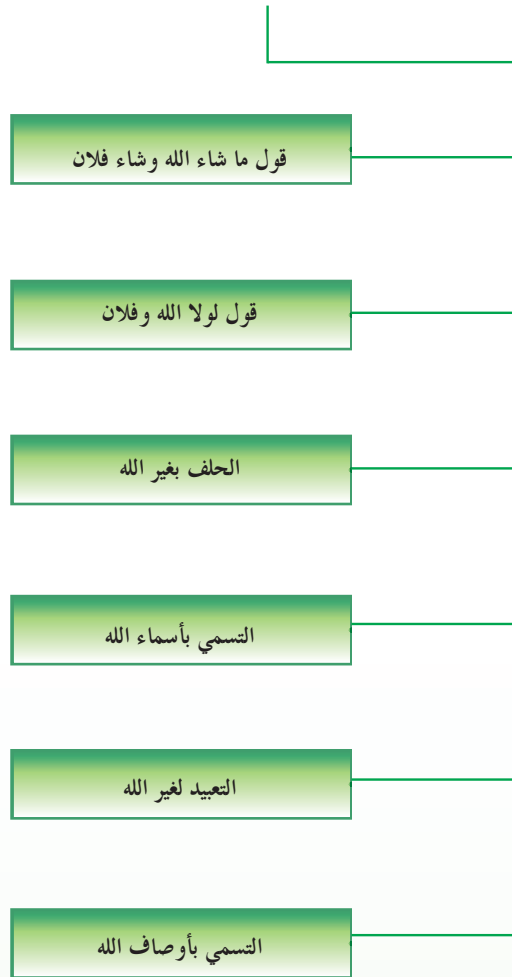 قول ما شاء الله وشاء فلان
قول لولا الله وفلان
الحلف بغير الله
التسمي بأسماء الله
التعبيد لغير الله
التسمي بأوصاف الله